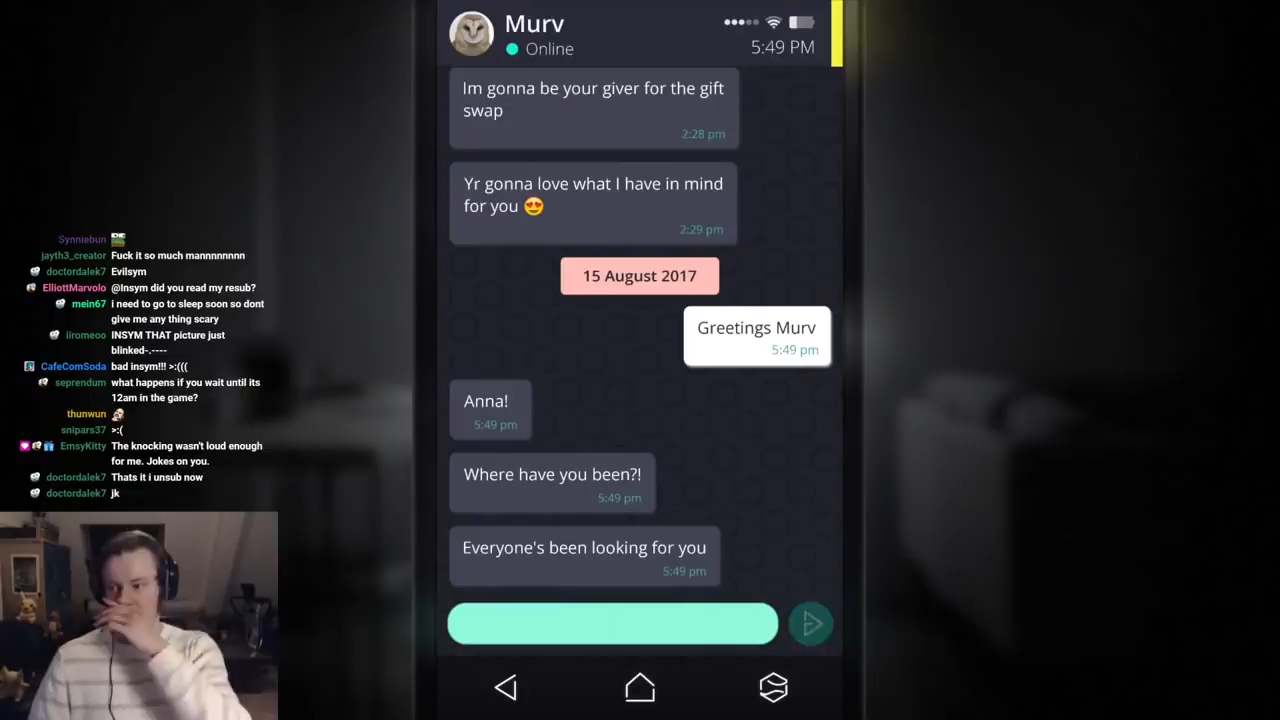 Murv
Online
5:49 PM
Im gonna be your giver for the gift
swap
2:28 pm
Yr gonna love what I have in mind
for you 😍
2:29 pm
15 August 2017
Greetings Murv
5:49 pm
Anna!
5:49 pm
Where have you been?!
5:49 pm
Everyone's been looking for you
5:49 pm
Synniebun
jayth3_creator Fuck it so much mannnnnnnn
doctordalek7 Evilsym
ElliottMarvolo @Insym did you read my resub?
mein67 i need to go to sleep soon so dont
give me any thing scary
iiromeoo INSYM THAT picture just
blinked-.----
CafeComSoda bad insym!!! >:(((
seprendum what happens if you wait until its
12am in the game?
thunwun
snipars37 >:(
EmsyKitty The knocking wasn't loud enough
for me. Jokes on you.
doctordalek7 Thats it i unsub now
doctordalek7 jk